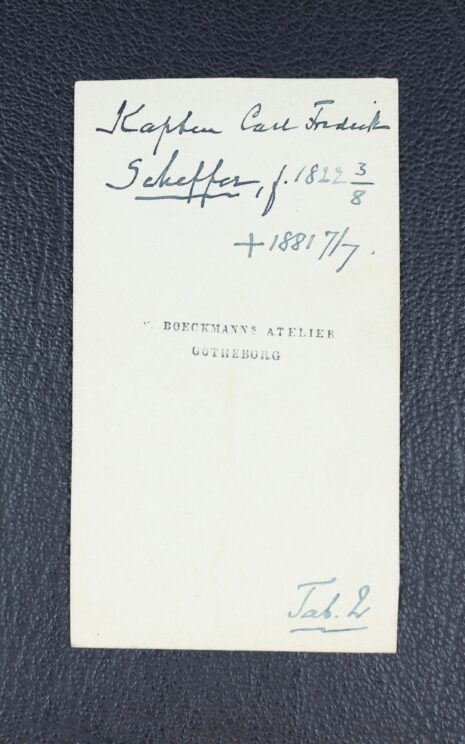 Kapten Carl Fredrik
Scheffer, f. 1822 3/8
+ 1881 7/7.
BOECKMANNS ATELIER
GÖTHEBORG
Tab. 2